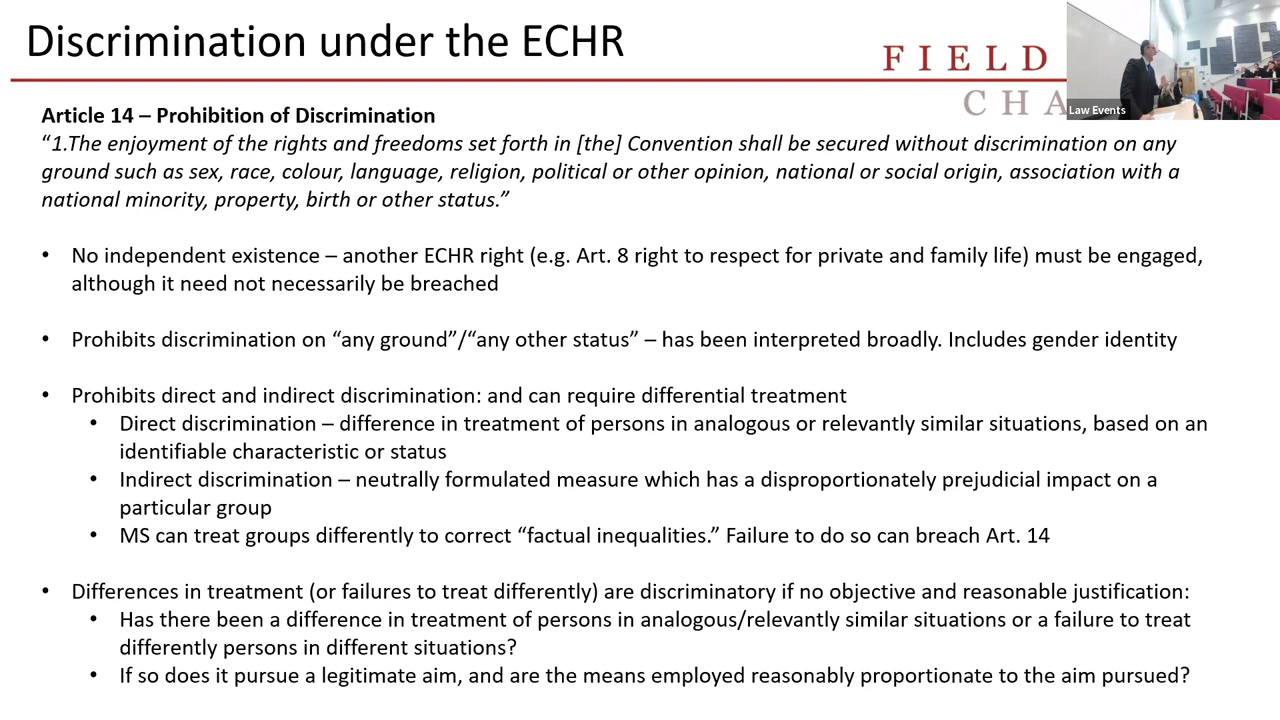 Discrimination under the ECHR
FIELD
CHA
Law Events
Article 14 – Prohibition of Discrimination
“1.The enjoyment of the rights and freedoms set forth in [the] Convention shall be secured without discrimination on any
ground such as sex, race, colour, language, religion, political or other opinion, national or social origin, association with a
national minority, property, birth or other status.”
• No independent existence – another ECHR right (e.g. Art. 8 right to respect for private and family life) must be engaged,
although it need not necessarily be breached
• Prohibits discrimination on “any ground”/“any other status” – has been interpreted broadly. Includes gender identity
• Prohibits direct and indirect discrimination: and can require differential treatment
• Direct discrimination – difference in treatment of persons in analogous or relevantly similar situations, based on an
identifiable characteristic or status
• Indirect discrimination – neutrally formulated measure which has a disproportionately prejudicial impact on a
particular group
• MS can treat groups differently to correct “factual inequalities.” Failure to do so can breach Art. 14
• Differences in treatment (or failures to treat differently) are discriminatory if no objective and reasonable justification:
• Has there been a difference in treatment of persons in analogous/relevantly similar situations or a failure to treat
differently persons in different situations?
• If so does it pursue a legitimate aim, and are the means employed reasonably proportionate to the aim pursued?